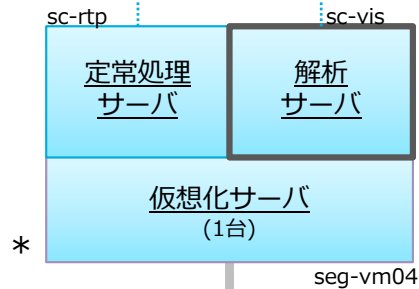 sc-rtp
sc-vis
定常処理
サーバ
解析
サーバ
仮想化サーバ
(1台)
*
seg-vm04